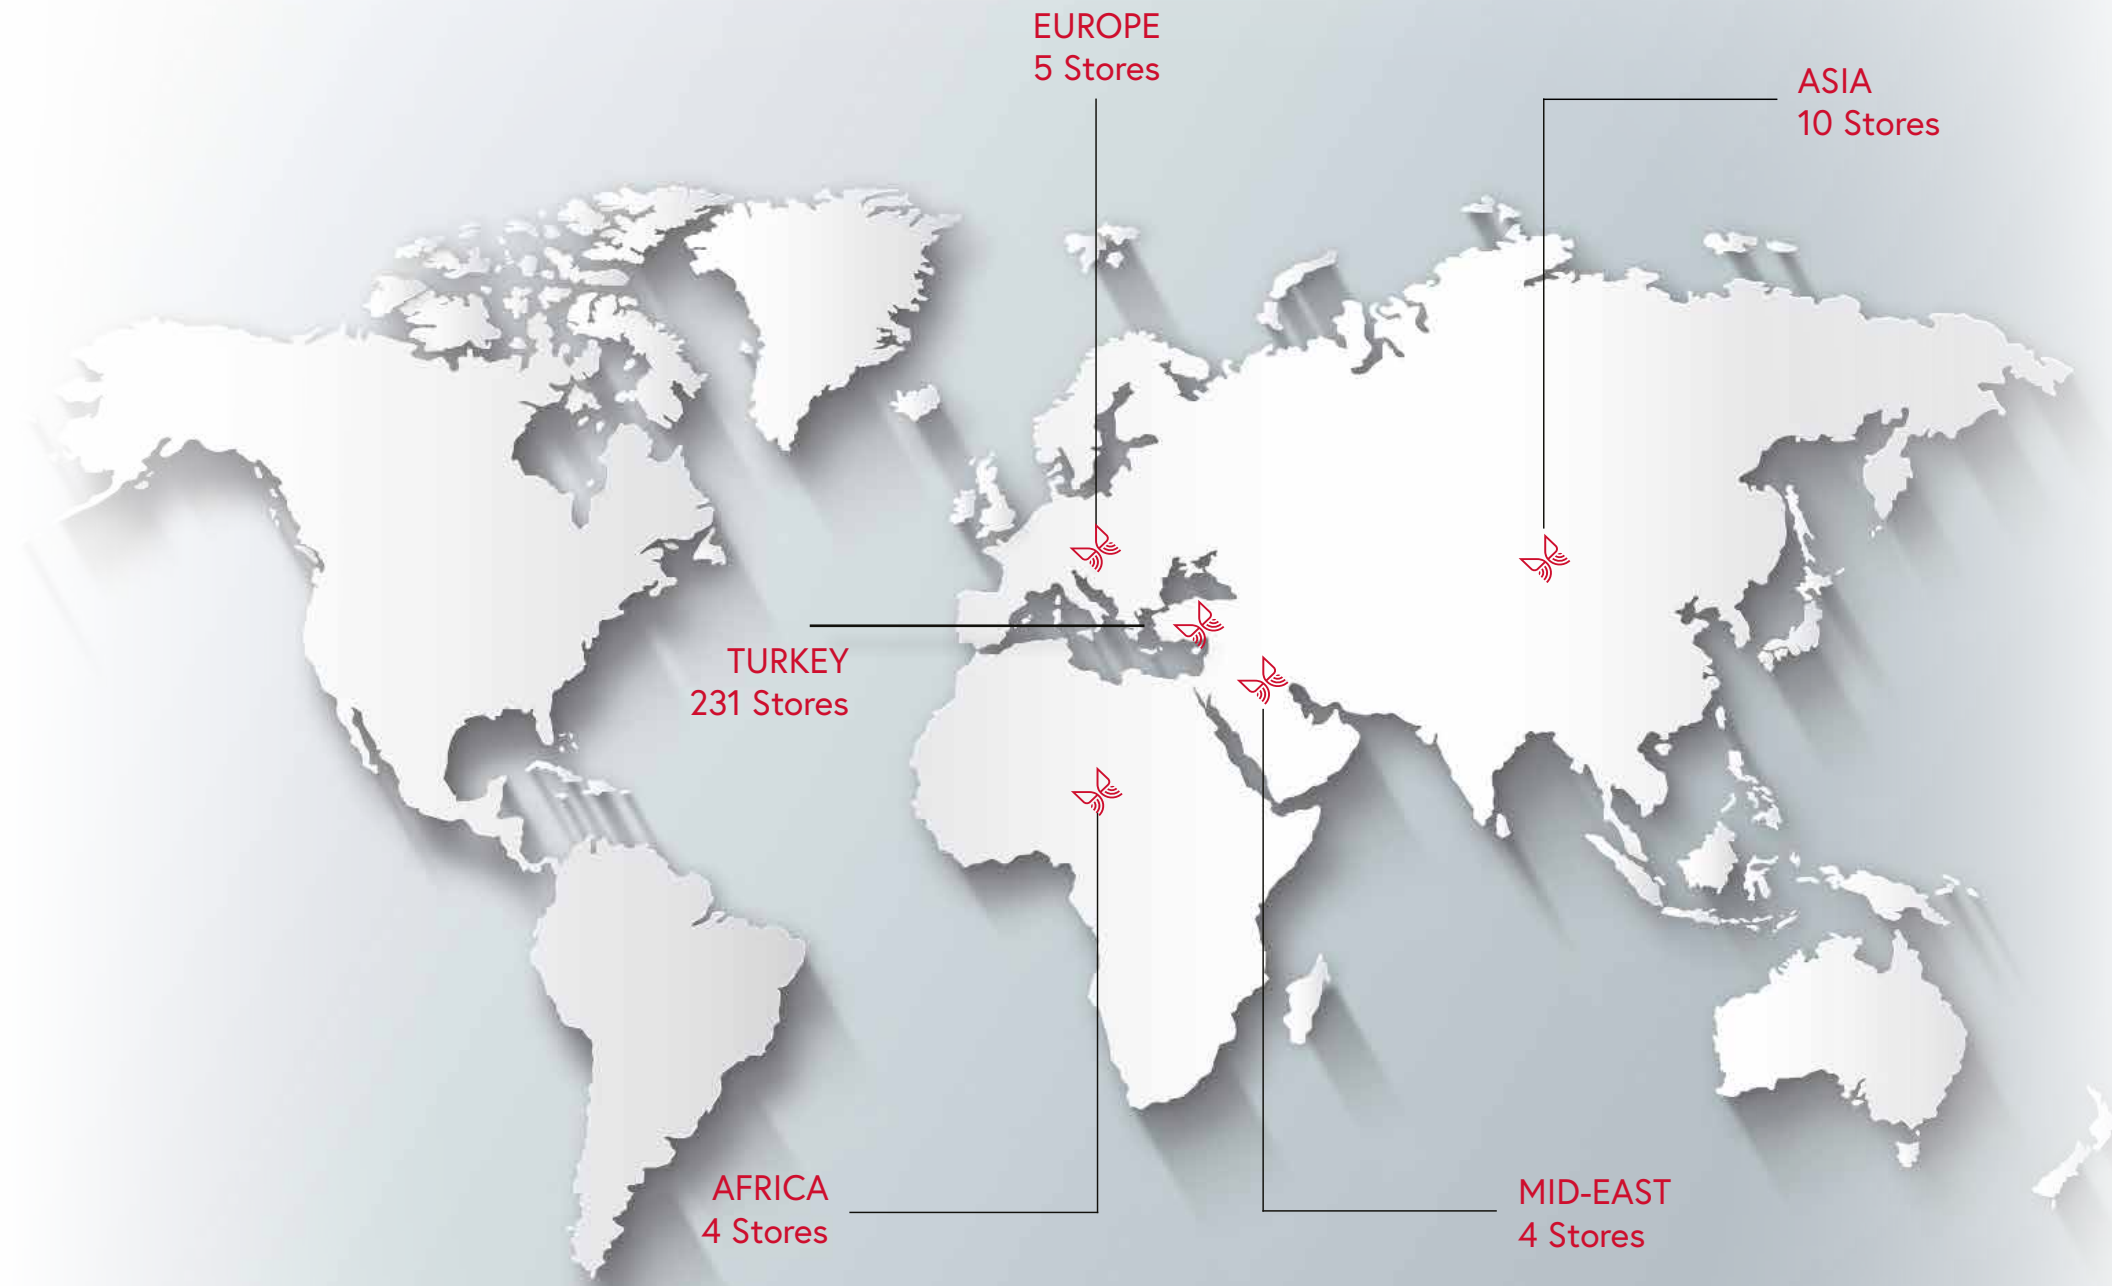 EUROPE
5 Stores
ASIA
10 Stores
TURKEY
231 Stores
AFRICA
4 Stores
MID-EAST
4 Stores